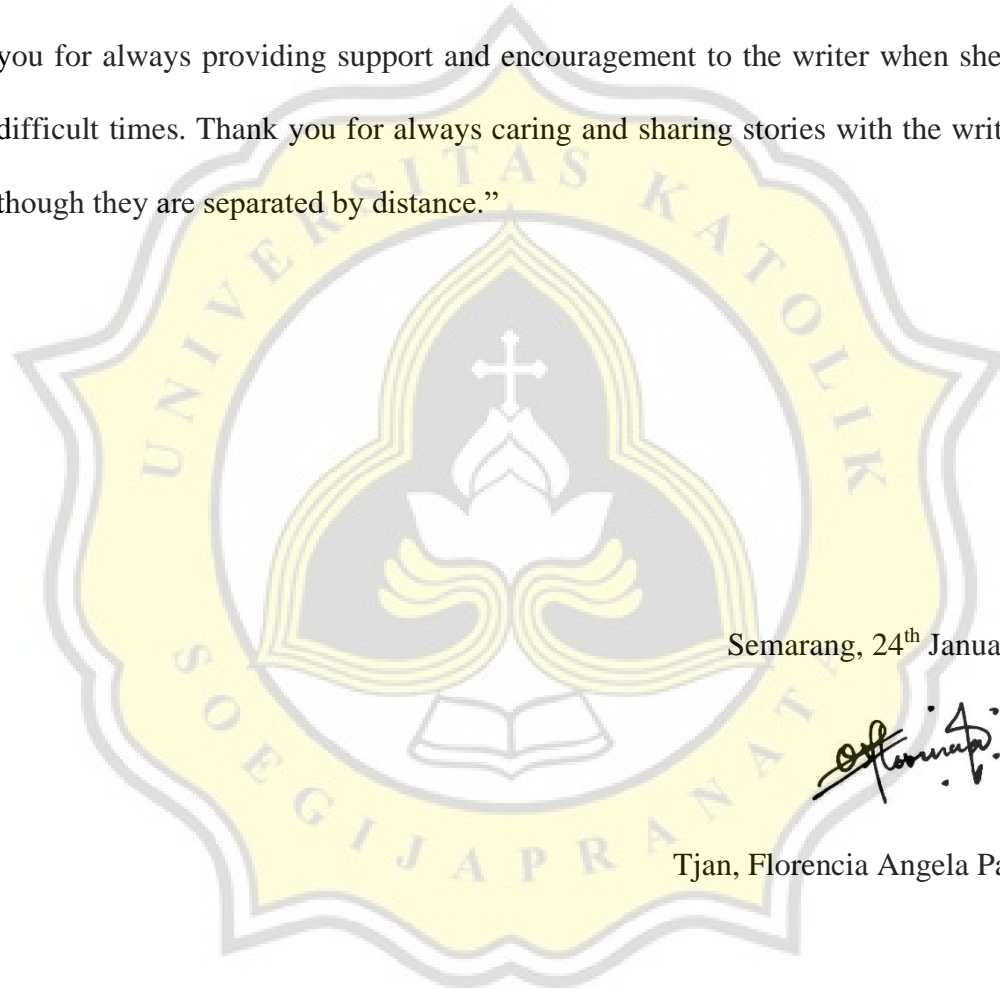 you for always providing support and encouragement to the writer when she
difficult times. Thank you for always caring and sharing stories with the writ
though they are separated by distance.”
UNIVERSITAS KATOLIK
SOEGIJAPRANATA
Semarang, 24th Janua
Tjan, Florencia Angela Pa